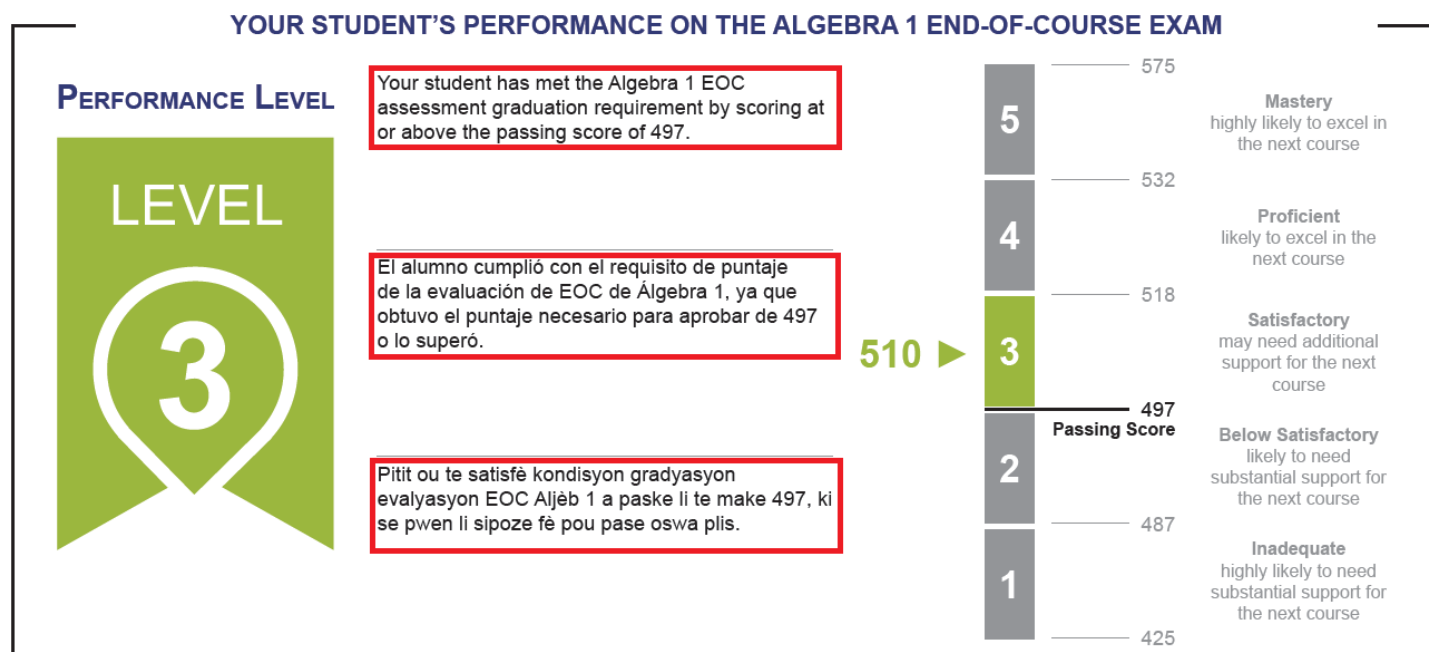 YOUR STUDENT'S PERFORMANCE ON THE ALGEBRA 1 END-OF-COURSE EXAM
PERFORMANCE LEVEL
LEVEL
3
Your student has met the Algebra 1 EOC
assessment graduation requirement by scoring at
or above the passing score of 497.
El alumno cumplió con el requisito de puntaje
de la evaluación de EOC de Álgebra 1, ya que
obtuvo el puntaje necesario para aprobar de 497
o lo superó.
Pitit ou te satisfè kondisyon gradyasyon
evalyasyon EOC Aljèb 1 a paske li te make 497, ki
se pwen li sipoze fè pou pase oswa plis.
510
575
5
Mastery
highly likely to excel in
the next course
532
4
Proficient
likely to excel in the
next course
518
3
Satisfactory
may need additional
support for the next
course
497
Passing Score
2
Below Satisfactory
likely to need
substantial support for
the next course
487
1
Inadequate
highly likely to need
substantial support for
the next course
425